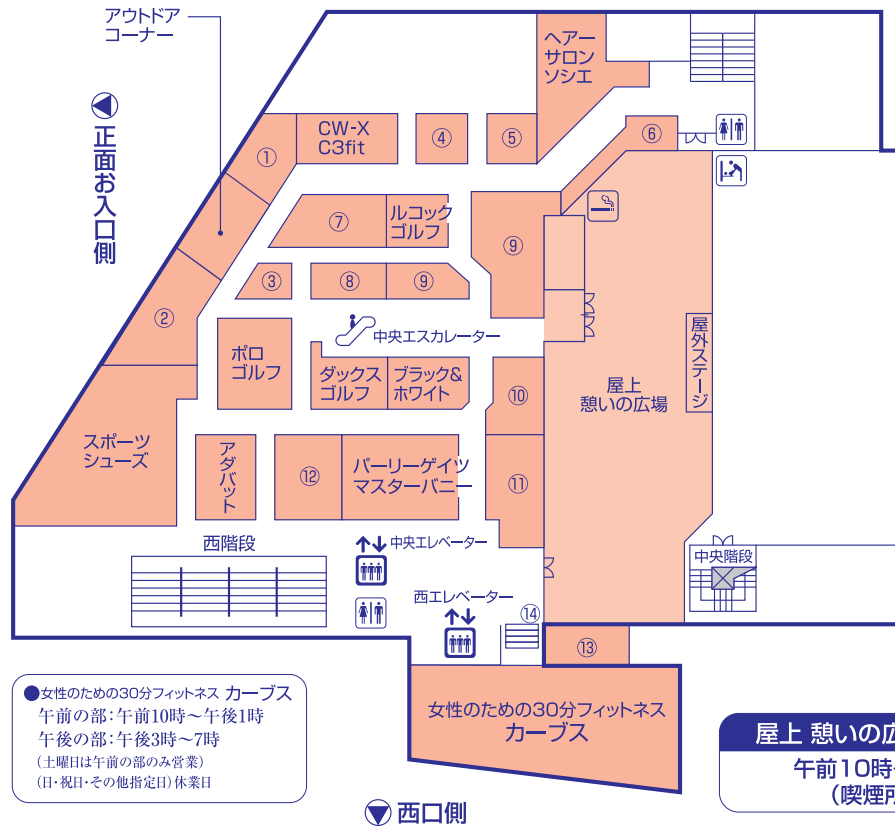 アウトドア
コーナー
正面お入口側
ヘアー
サロン
ソシエ
①
CW-X
C3fit
④
⑤
⑥
⑦
ルコック
ゴルフ
⑨
②
③
⑧
⑨
中央エスカレーター
ポロ
ゴルフ
ダックス
ゴルフ
ブラック&
ホワイト
⑩
屋上
憩いの広場
屋外ステージ
スポーツ
シューズ
アダバット
⑫
パーリーゲイツ
マスターバニー
⑪
西階段
中央エレベーター
中央階段
西エレベーター
⑭
⑬
女性のための30分フィットネス
カーブス
●女性のための30分フィットネス カーブス
午前の部:午前10時〜午後1時
午後の部:午後3時〜7時
(土曜日は午前の部のみ営業)
(日・祝日・その他指定日)休業日
西口側
屋上 憩いの広
午前10時
(喫煙所